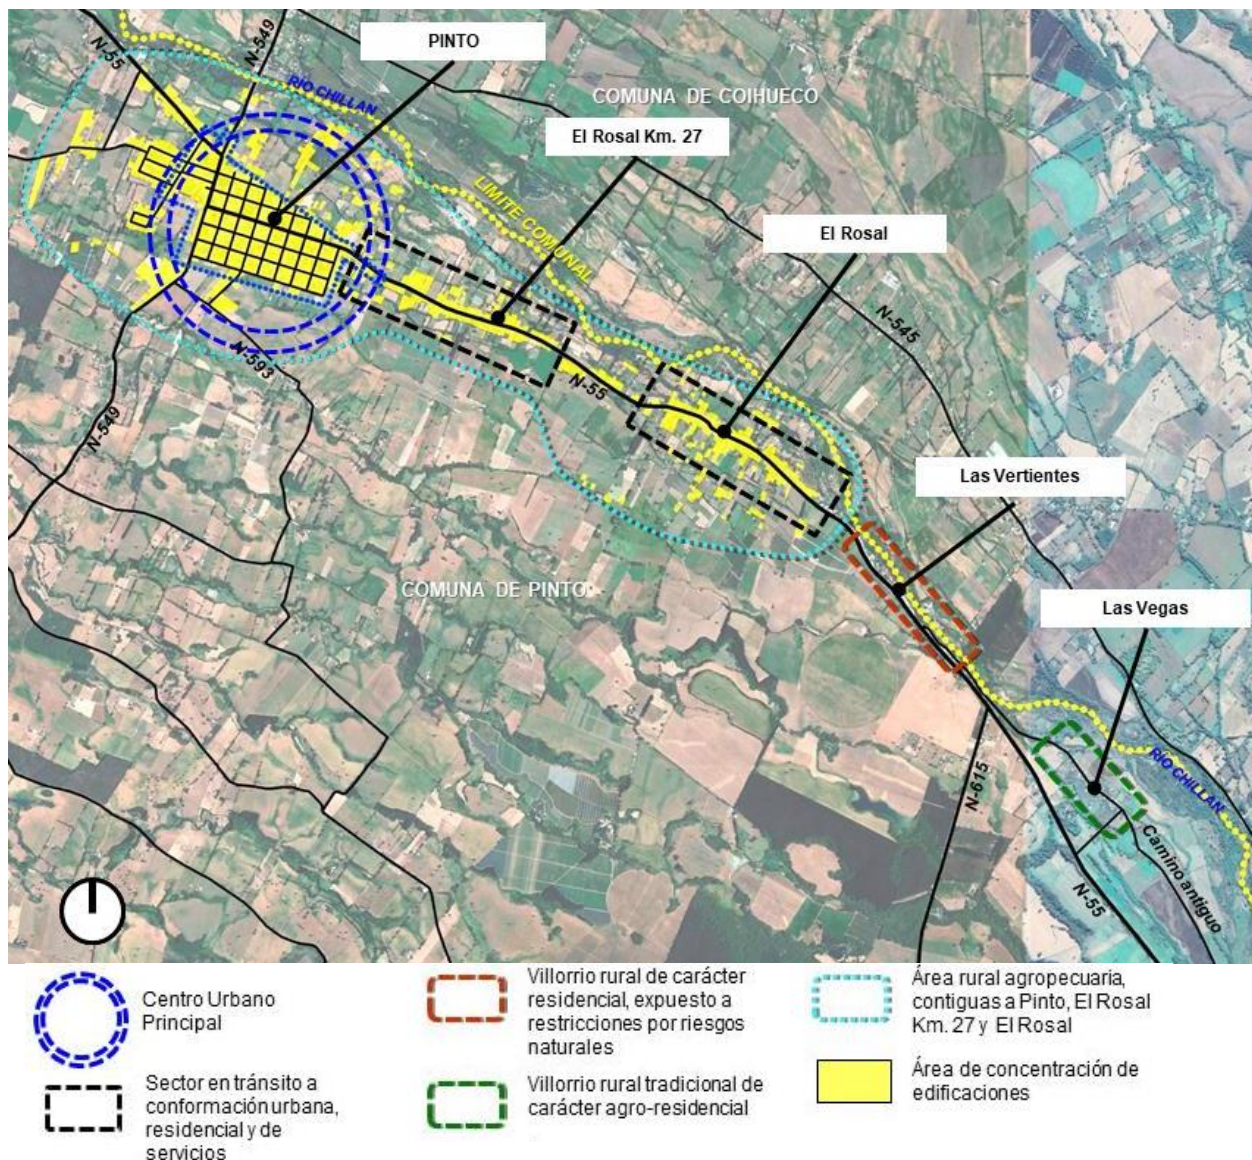 PINTO
N-55
N-549
RIO CHILLAN
COMUNA DE COIHUECO
El Rosal Km. 27
LIMITE COMUNAL
El Rosal
N-545
N-593
N-55
N-549
Las Vertientes
COMUNA DE PINTO
Las Vegas
RIO CHILLAN
N-615
Camino antiguo
N-55
Centro Urbano
Principal
Sector en tránsito a
conformación urbana,
residencial y de
servicios
Villorrio rural de carácter
residencial, expuesto a
restricciones por riesgos
naturales
Villorrio rural tradicional de
carácter agro-residencial
Área rural agropecuaria,
contiguas a Pinto, El Rosal
Km. 27 y El Rosal
Área de concentración de
edificaciones